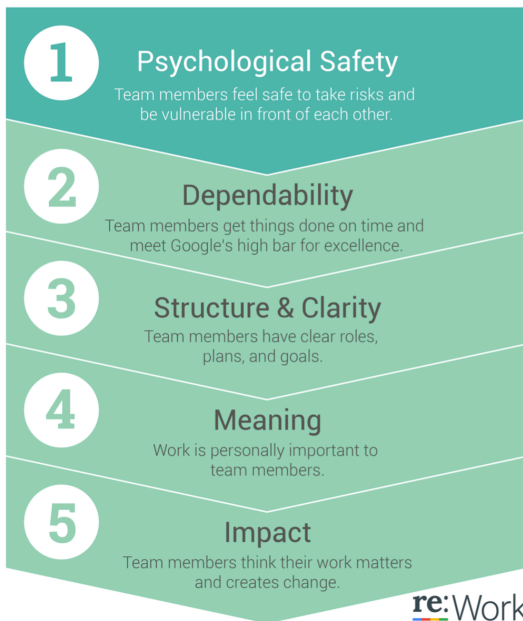 1
Psychological Safety
Team members feel safe to take risks and
be vulnerable in front of each other.
2
Dependability
Team members get things done on time and
meet Google's high bar for excellence.
3
Structure & Clarity
Team members have clear roles,
plans, and goals.
4
Meaning
Work is personally important to
team members.
5
Impact
Team members think their work matters
and creates change.
re:Work